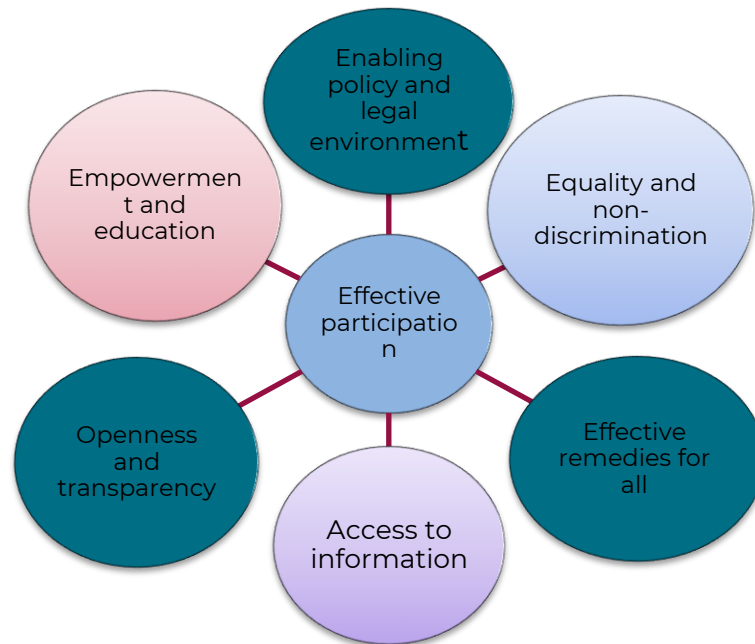 Enabling
policy and
legal
environment
Empowermen
t and
education
Equality and
non-
discrimination
Effective
participatio
n
Openness
and
transparency
Effective
remedies for
all
Access to
information